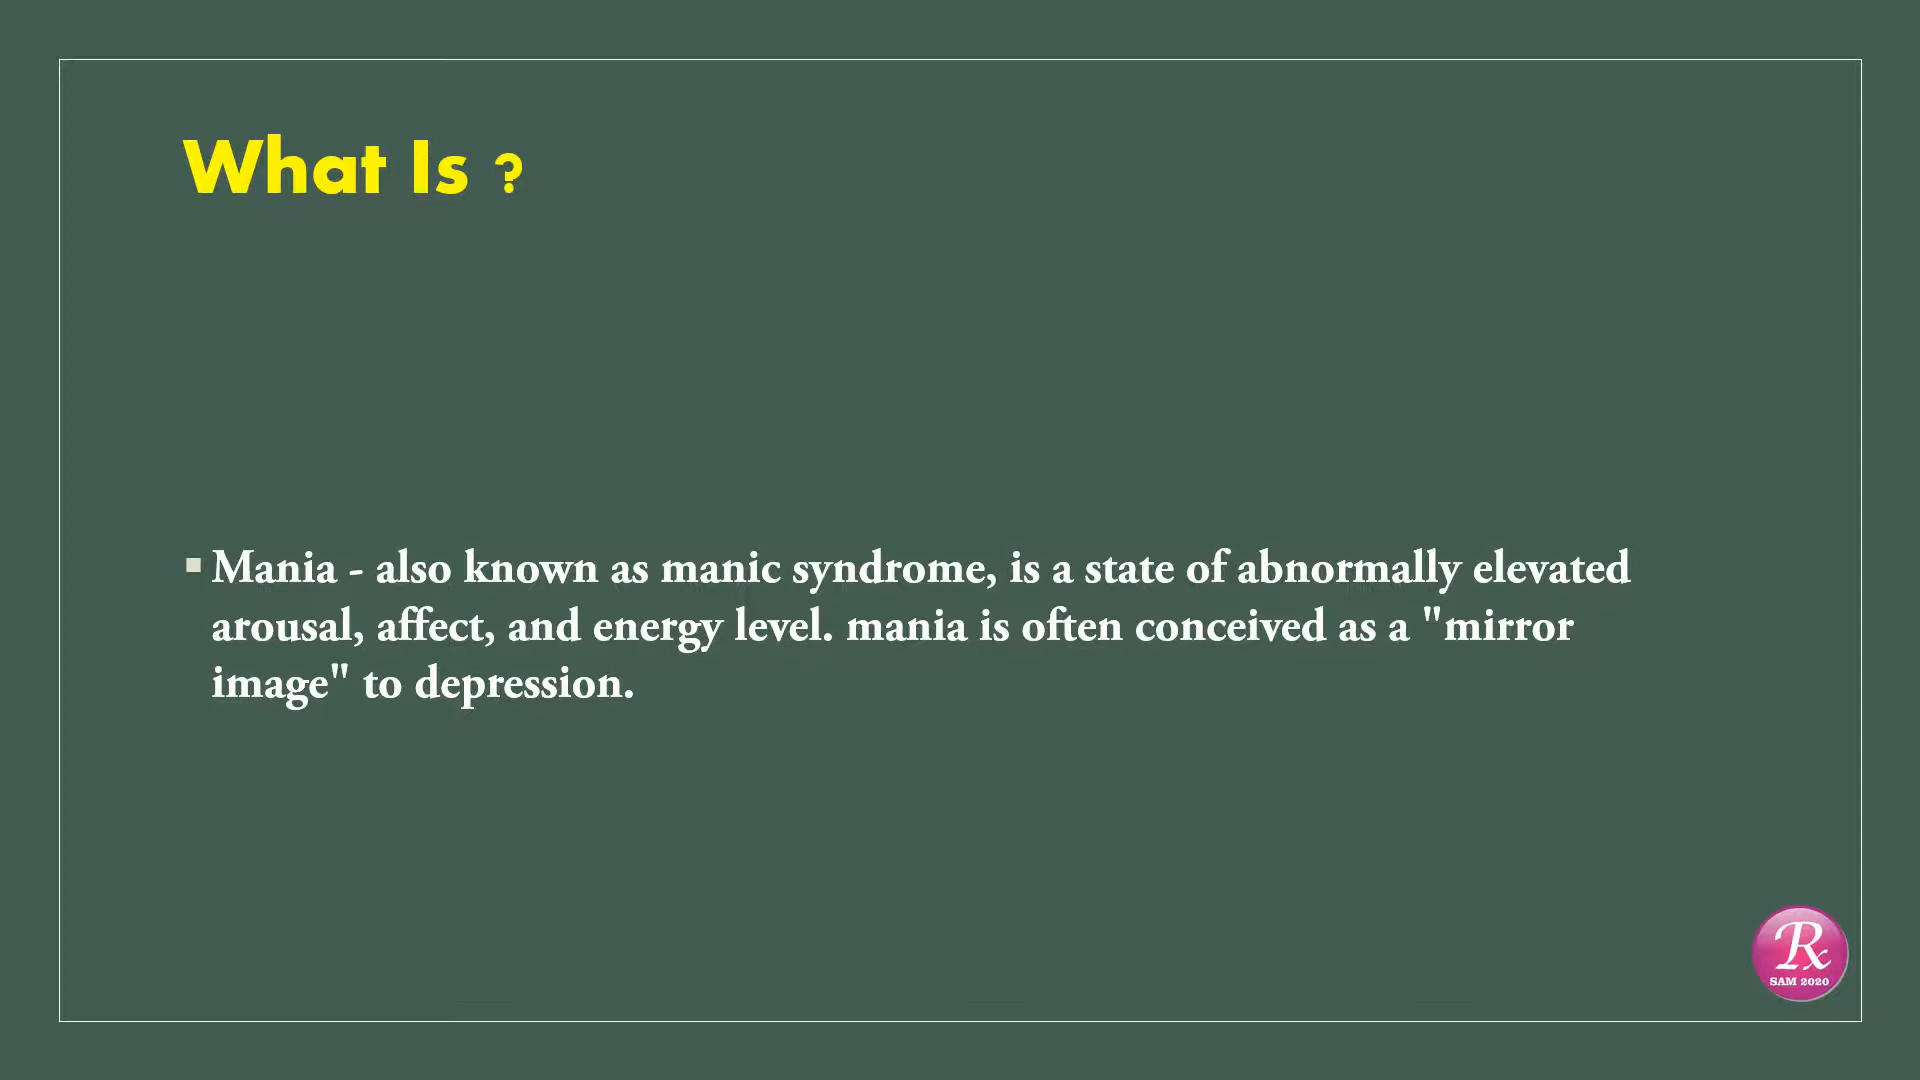 What Is ?
▪ Mania - also known as manic syndrome, is a state of abnormally elevated
arousal, affect, and energy level. mania is often conceived as a "mirror
image" to depression.
Rx
SAM 2020